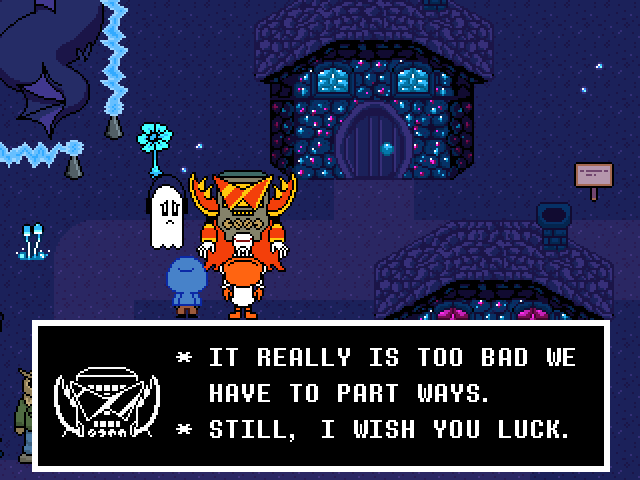 * IT REALLY IS TOO BAD WE
HAVE TO PART WAYS.
* STILL, I WISH YOU LUCK.